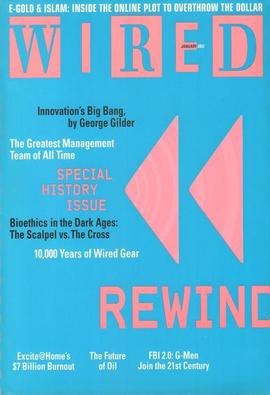 E-GOLD & ISLAM: INSIDE THE ONLINE PLOT TO OVERTHROW THE DOLLAR
WIRED
JANUARY 2002
Innovation's Big Bang,
by George Gilder
The Greatest Management
Team of All Time
SPECIAL
HISTORY
ISSUE
Bioethics in the Dark Ages:
The Scalpel vs. The Cross
10,000 Years of Wired Gear
REWIND
Excite@Home's
$7 Billion Burnout
The Future
of Oil
FBI 2.0: G-Men
Join the 21st Century